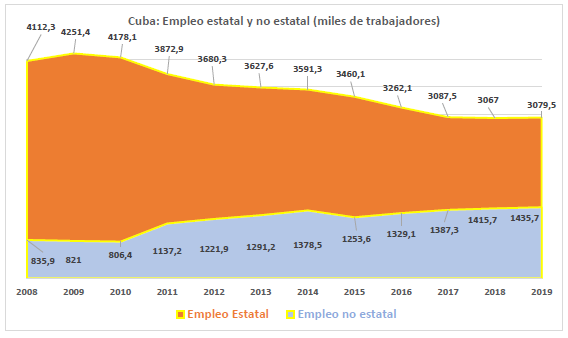 Cuba: Empleo estatal y no estatal (miles de trabajadores)
4112,3 4251,4 4178,1 3872,9 3680,3 3627,6 3591,3 3460,1 3262,1 3087,5 3067 3079,5
835,9 821 806,4 1137,2 1221,9 1291,2 1378,5 1253,6 1329,1 1387,3 1415,7 1435,7
2008 2009 2010 2011 2012 2013 2014 2015 2016 2017 2018 2019
Empleo Estatal Empleo no estatal